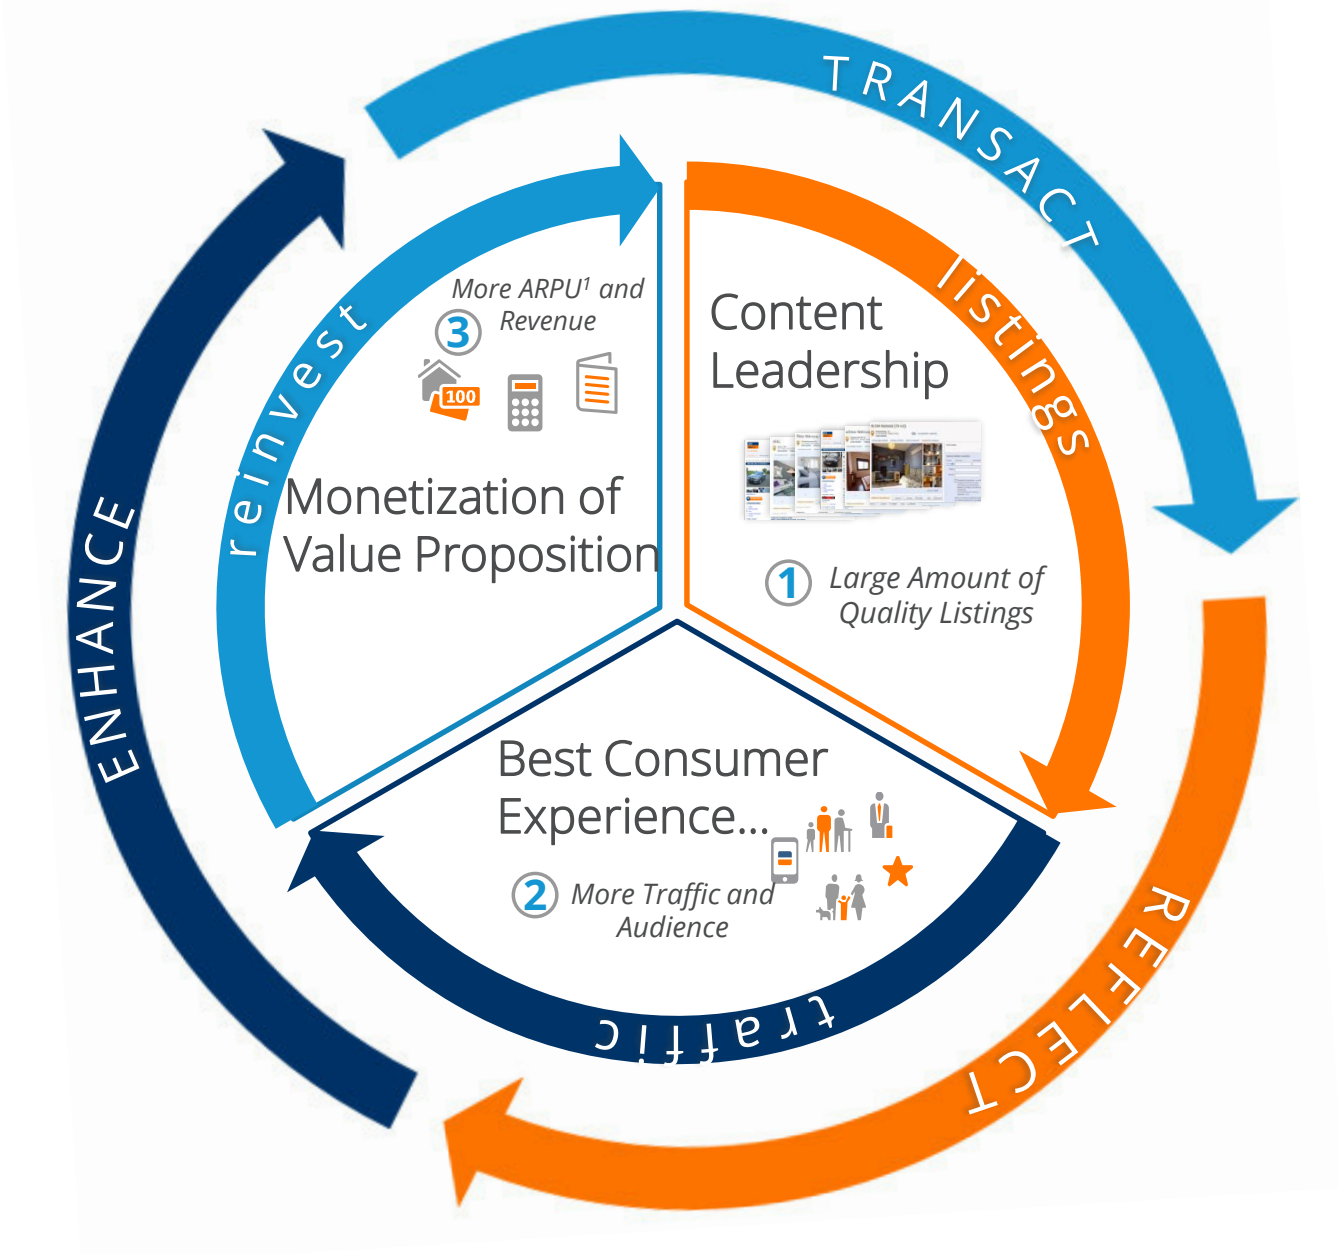 TRANSACT
listings
Content
Leadership
1
Large Amount of
Quality Listings
REFLECT
traffic
Best Consumer
Experience...
2
More Traffic and
Audience
ENHANCE
reinvest
More ARPU¹ and
Revenue
3
100
Monetization of
Value Proposition